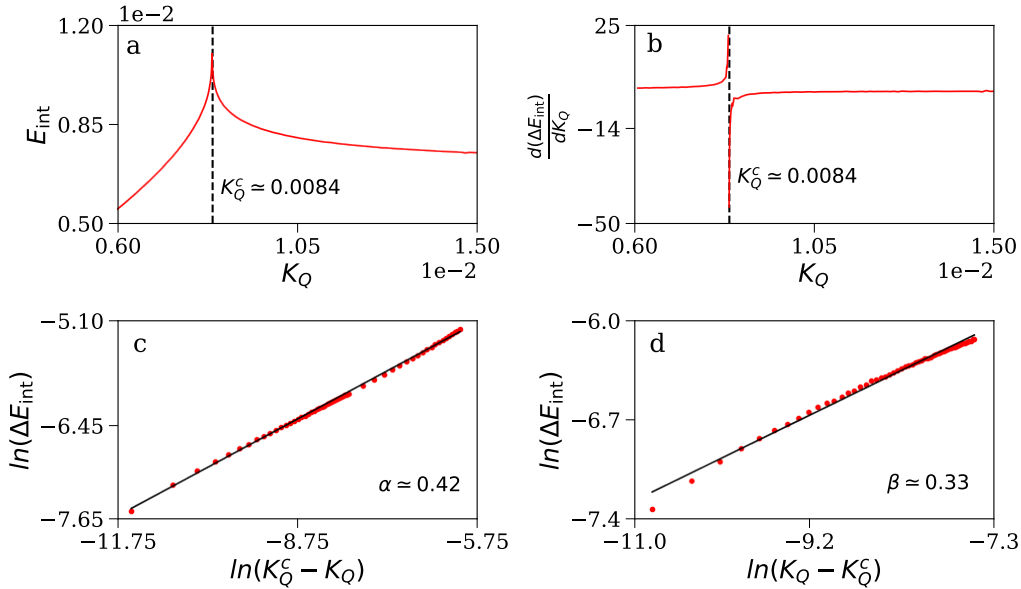 1e-2
1.20
0.85
0.50
E_int
a
K_Q^c ≃ 0.0084
0.60
1.05
1.50
K_Q
1e-2
25
−14
−50
d(ΔE_int)
dK_Q
b
K_Q^c ≃ 0.0084
0.60
1.05
1.50
K_Q
1e-2
−5.10
−6.45
−7.65
ln(ΔE_int)
c
α ≃ 0.42
−11.75
−8.75
−5.75
ln(K_Q^c − K_Q)
−6.0
−6.7
−7.4
ln(ΔE_int)
d
β ≃ 0.33
−11.0
−9.2
−7.3
ln(K_Q − K_Q^c)